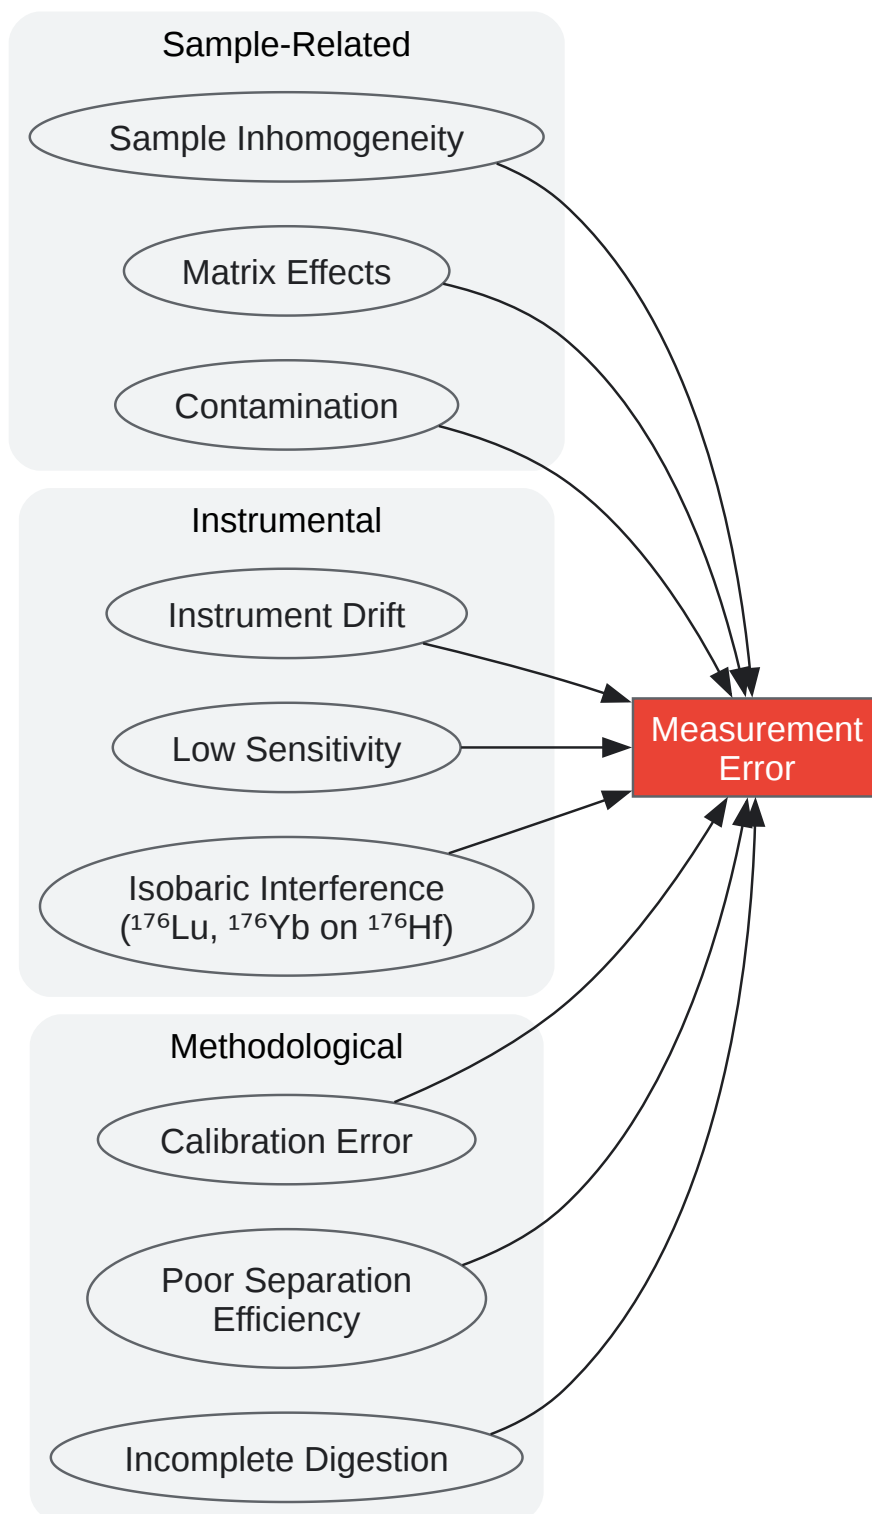 Sample-Related
Sample Inhomogeneity
Matrix Effects
Contamination
Instrumental
Instrument Drift
Low Sensitivity
Isobaric Interference
(¹⁷⁶Lu, ¹⁷⁶Yb on ¹⁷⁶Hf)
Measurement
Error
Methodological
Calibration Error
Poor Separation
Efficiency
Incomplete Digestion